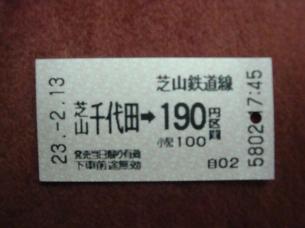 芝山鉄道線
芝山千代田➡190円区間
小児100
発売当日限り有効
下車前途無効
自02
23.-2.13
5802 7:45